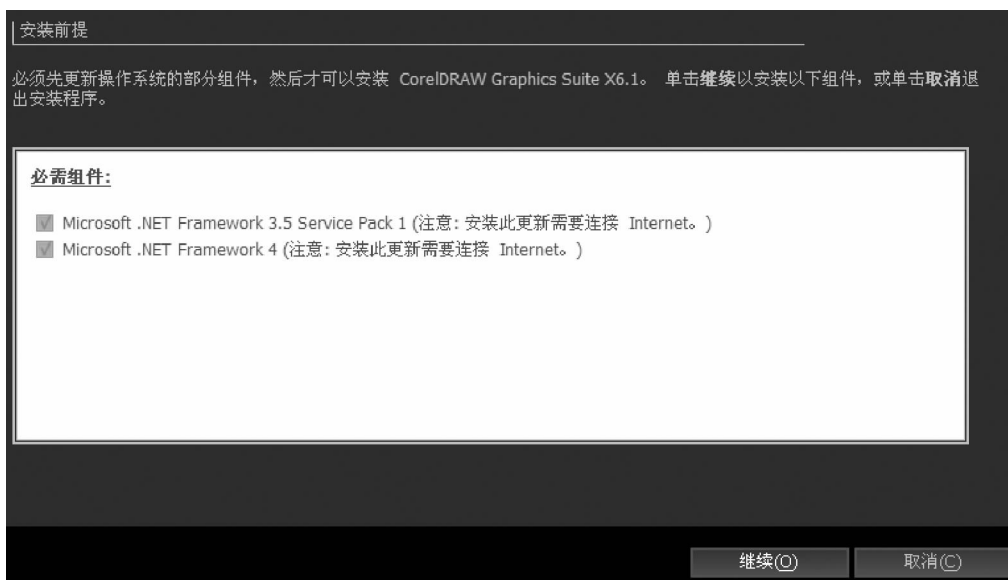 安装前提
必须先更新操作系统的部分组件，然后才可以安装 CorelDRAW Graphics Suite X6.1。 单击继续以安装以下组件，或单击取消退
出安装程序。
必需组件:
Microsoft .NET Framework 3.5 Service Pack 1 (注意: 安装此更新需要连接 Internet。)
Microsoft .NET Framework 4 (注意: 安装此更新需要连接 Internet。)
继续(O) 取消(C)